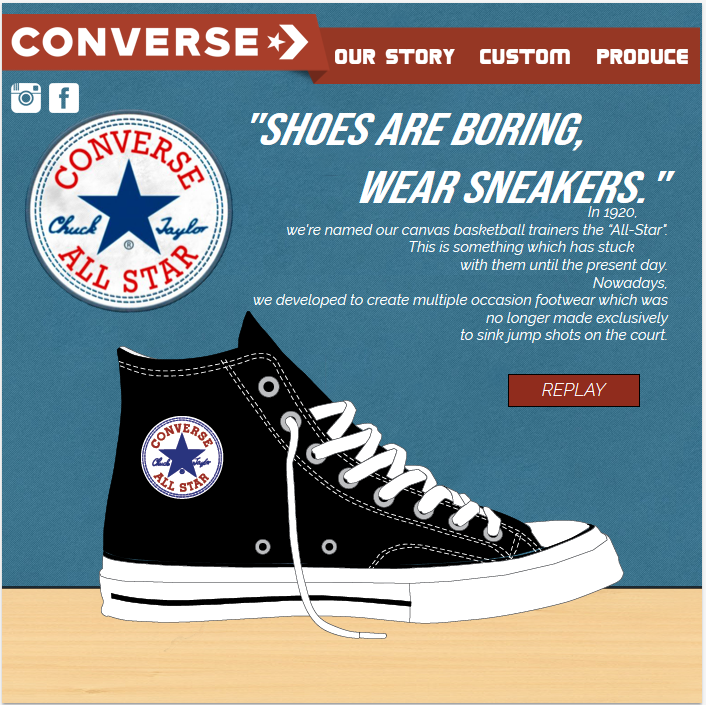 CONVERSE
OUR STORY CUSTOM PRODUCE
CONVERSE
Chuck Taylor
®
ALL STAR
"SHOES ARE BORING,
WEAR SNEAKERS."
In 1920,
we're named our canvas basketball trainers the "All-Star".
This is something which has stuck
with them until the present day.
Nowadays,
we developed to create multiple occasion footwear which was
no longer made exclusively
to sink jump shots on the court.
REPLAY
CONVERSE
Chuck Taylor
ALL STAR